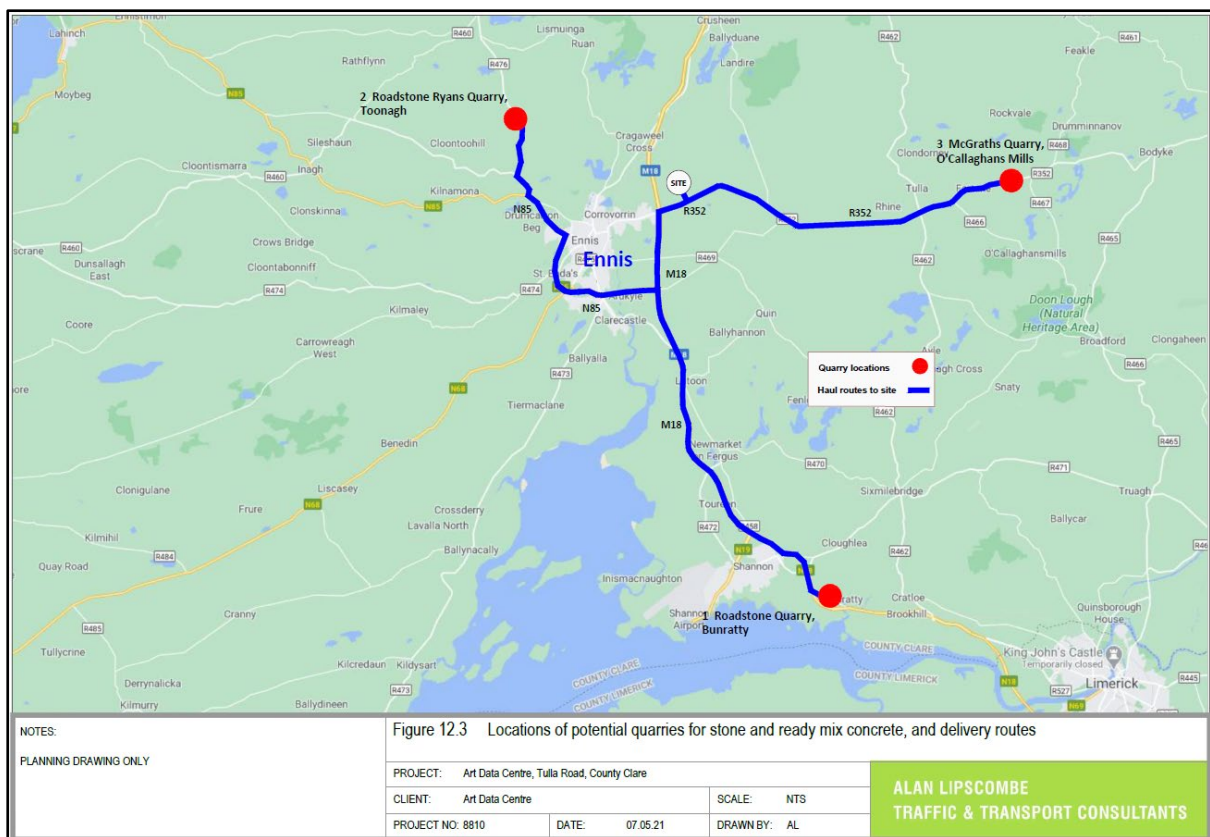 Ennistimon
Lahinch
Moybeg
Rathflynn
R460
R476
Lismuinga
Ruan
Crusheen
Ballyduane
Landire
R462
R461
Feakle
N85
2 Roadstone Ryans Quarry,
Toonagh
Sileshaun
Cloontoohill
Cragaweel
Cross
Rockvale
Drumminnanov
Clondorney
R468
Bodyke
3 McGraths Quarry,
O'Callaghans Mills
Cloontismarra
Inagh
R460
Kilnamona
N85
Clonskinna
M18
SITE
R352
R352
Tulla
Rhine
R352
R466
R467
R465
N85
Beg
Corrovorrin
Ennis
Ennis
R460
Crows Bridge
Dunsallagh
East
Cloontabonniff
R474
R474
R469
M18
R462
O'Callaghansmills
Doon Lough
(Natural
Heritage Area)
Kilmaley
N85
Clarecastle
Quin
Ballyhannon
Broadford
Clongaheen
R466
Coore
Carrowreagh
West
Ballyalla
R473
Tiermaclane
N68
Snaty
R462
Quarry locations
Haul routes to site
M18
Benedin
Newmarket
R470
R465
R471
Clonigulane
Liscasey
Frure
N68
Crossderry
Lavalla North
Sixmilebridge
Truagh
Kilmihil
R484
Ballynacally
R472
N19
Cloughlea
R462
Ballycar
Quay Road
Inismacnaughton
Shannon
Cranny
Airport
Cratloe
Brookhill
1 Roadstone Quarry,
Bunratty
Quinsborough
House
R485
Tullycrine
Kilcredaun
Kildysart
COUNTY CLARE
COUNTY LIMERICK
COUNTY CLARE
COUNTY LIMERICK
King John's Castle
Temporarily closed
Derrynalicka
Kilmurry
Ballydineen
R473
N18
Limerick
R445
R527
N69
NOTES:
PLANNING DRAWING ONLY
Figure 12.3 Locations of potential quarries for stone and ready mix concrete, and delivery routes
PROJECT: Art Data Centre, Tulla Road, County Clare
CLIENT: Art Data Centre
SCALE: NTS
PROJECT NO: 8810
DATE: 07.05.21
DRAWN BY: AL
ALAN LIPSCOMBE
TRAFFIC & TRANSPORT CONSULTANTS